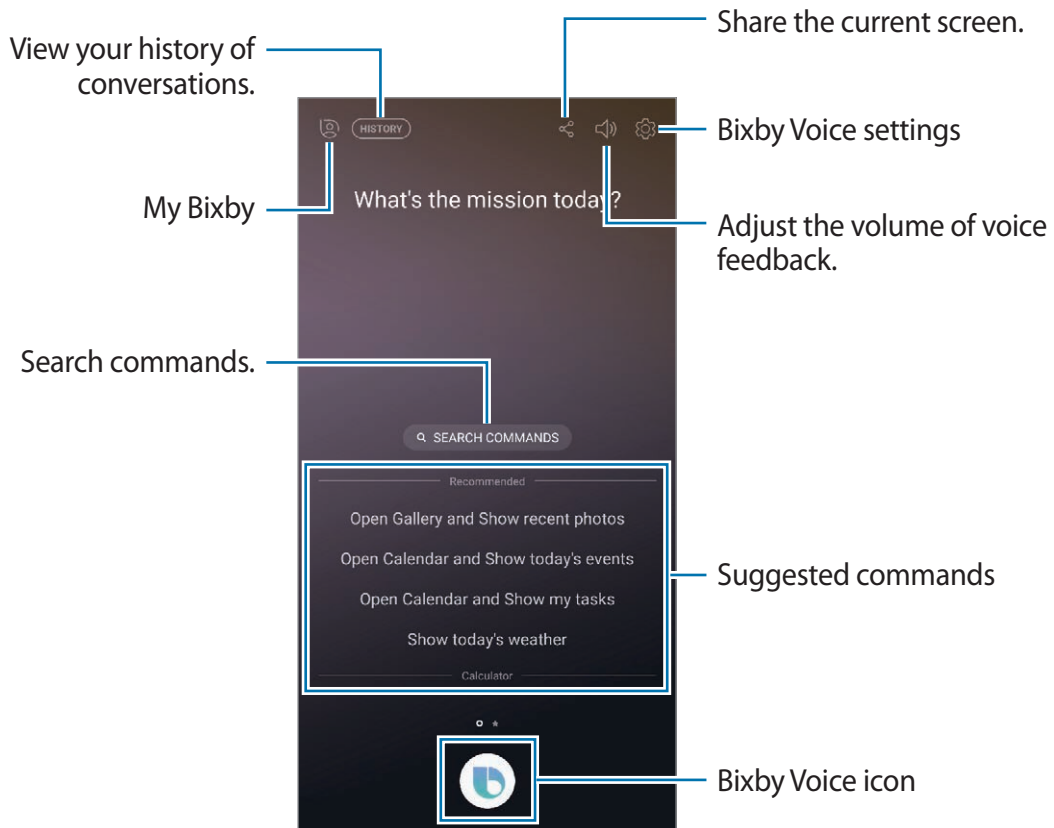 Share the current screen.
View your history of
conversations.
HISTORY
Bixby Voice settings
My Bixby
What's the mission today?
Adjust the volume of voice
feedback.
Search commands.
SEARCH COMMANDS
Recommended
Open Gallery and Show recent photos
Open Calendar and Show today's events
Suggested commands
Open Calendar and Show my tasks
Show today's weather
Calculator
Bixby Voice icon